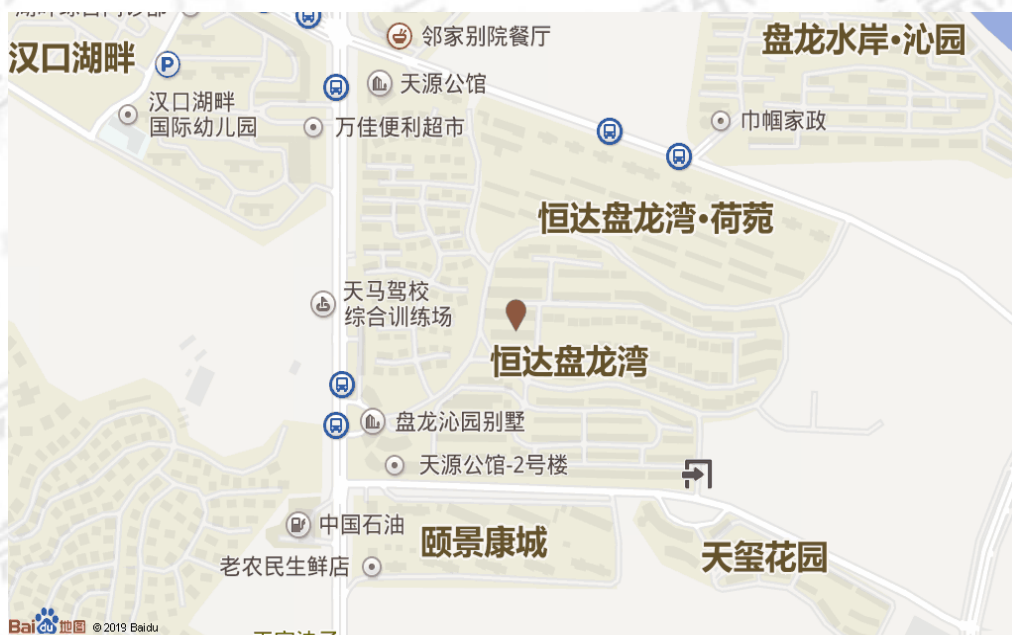 汉口湖畔
P
邻家别院餐厅
盘龙水岸·沁园
天源公馆
汉口湖畔
国际幼儿园
万佳便利超市
巾帼家政
恒达盘龙湾·荷苑
天马驾校
综合训练场
恒达盘龙湾
盘龙沁园别墅
天源公馆-2号楼
中国石油
颐景康城
老农民生鲜店
天玺花园
Bai du 地图 © 2019 Baidu